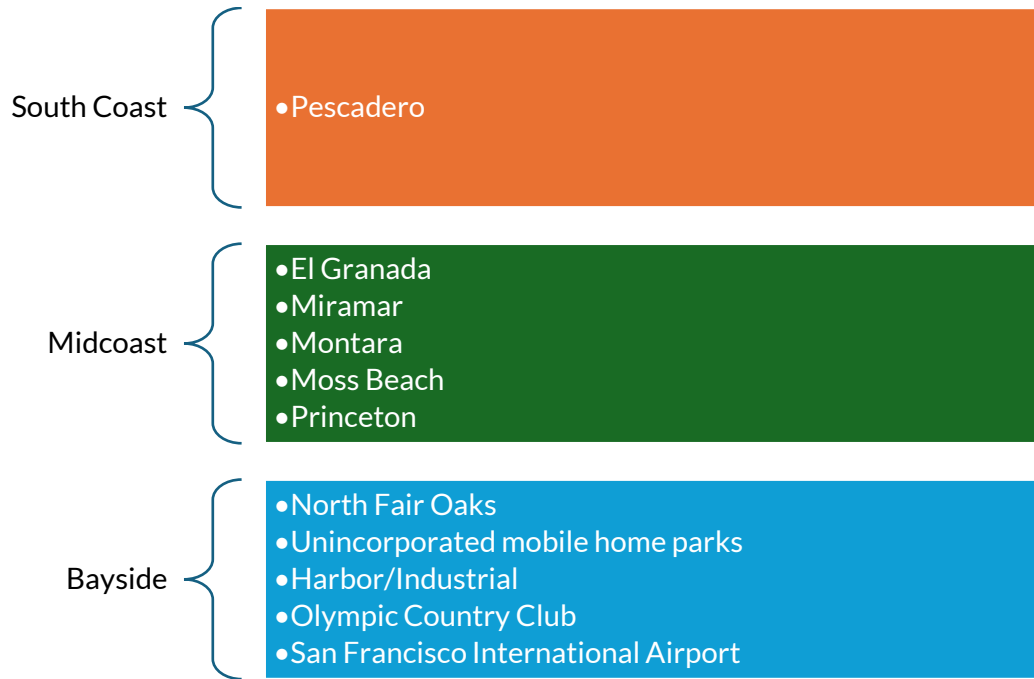 South Coast
•Pescadero
Midcoast
•El Granada
•Miramar
•Montara
•Moss Beach
•Princeton
Bayside
•North Fair Oaks
•Unincorporated mobile home parks
•Harbor/Industrial
•Olympic Country Club
•San Francisco International Airport